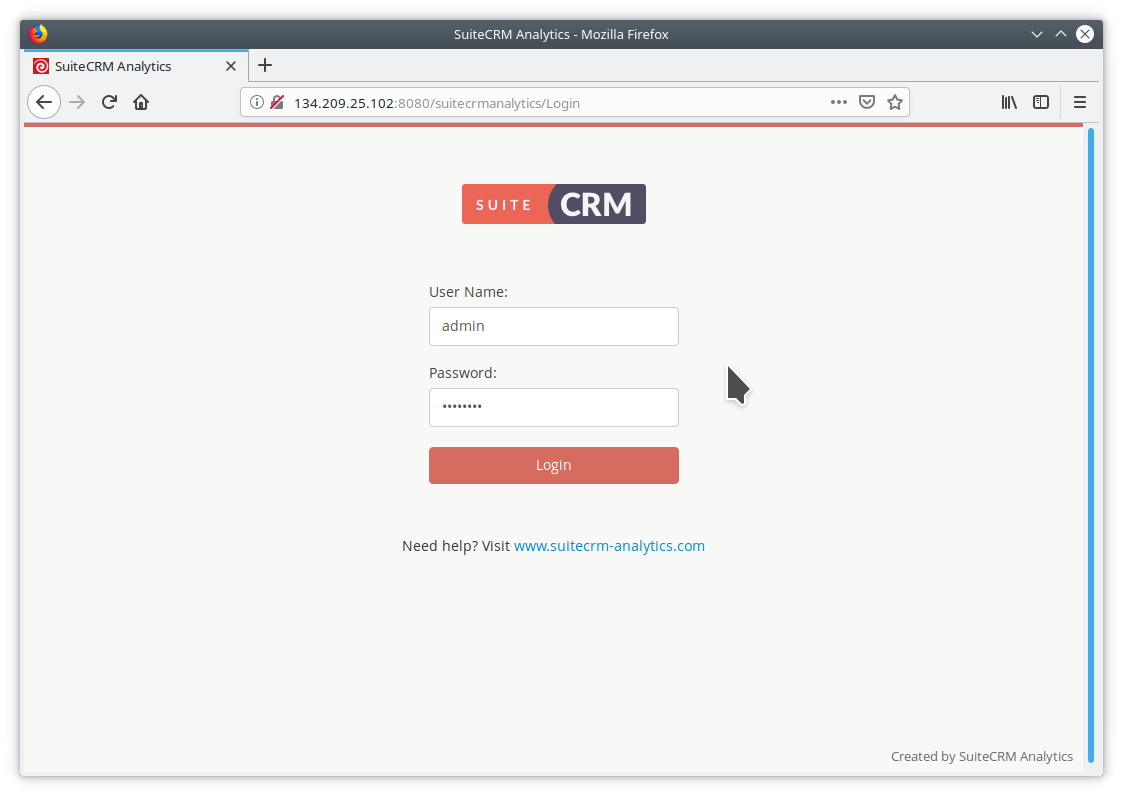 SuiteCRM Analytics - Mozilla Firefox
SuiteCRM Analytics
134.209.25.102:8080/suitecrmanalytics/Login
SUITE CRM
User Name:
admin
Password:
••••••••
Login
Need help? Visit www.suitecrm-analytics.com
Created by SuiteCRM Analytics